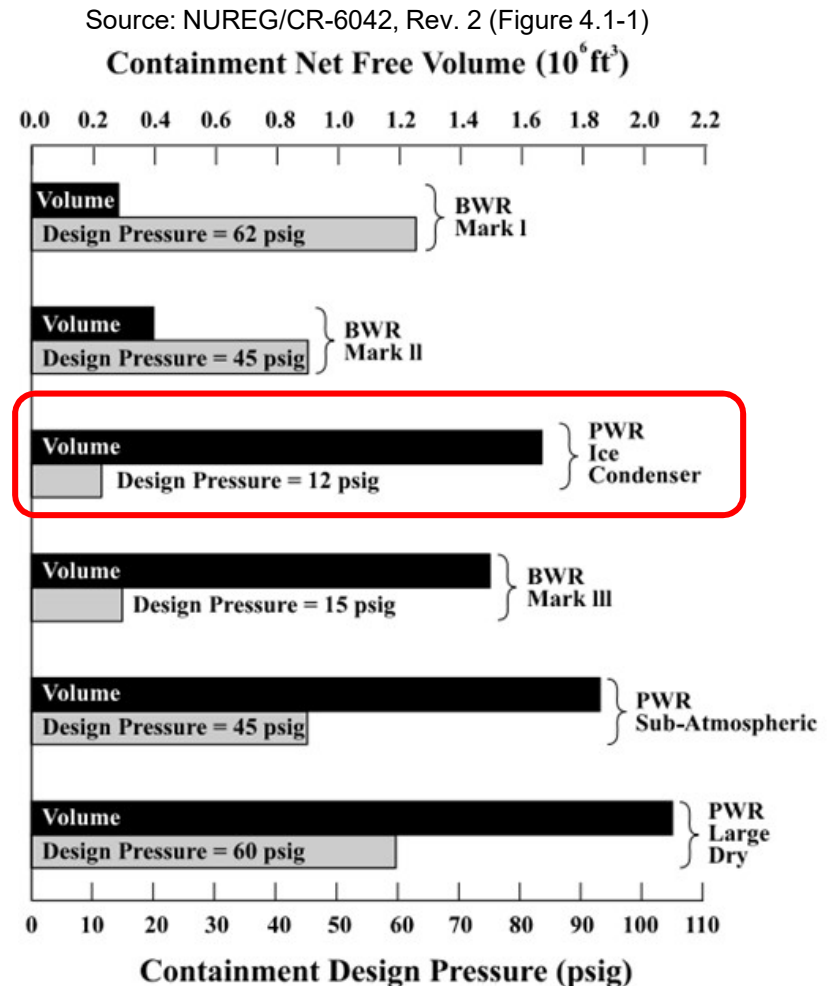 Source: NUREG/CR-6042, Rev. 2 (Figure 4.1-1)
Containment Net Free Volume (10⁶ft³)
0.0 0.2 0.4 0.6 0.8 1.0 1.2 1.4 1.6 1.8 2.0 2.2
Volume
Design Pressure = 62 psig
BWR
Mark l
Volume
Design Pressure = 45 psig
BWR
Mark ll
Volume
Design Pressure = 12 psig
PWR
Ice
Condenser
Volume
Design Pressure = 15 psig
BWR
Mark lll
Volume
Design Pressure = 45 psig
PWR
Sub-Atmospheric
Volume
Design Pressure = 60 psig
PWR
Large
Dry
0 10 20 30 40 50 60 70 80 90 100 110
Containment Design Pressure (psig)